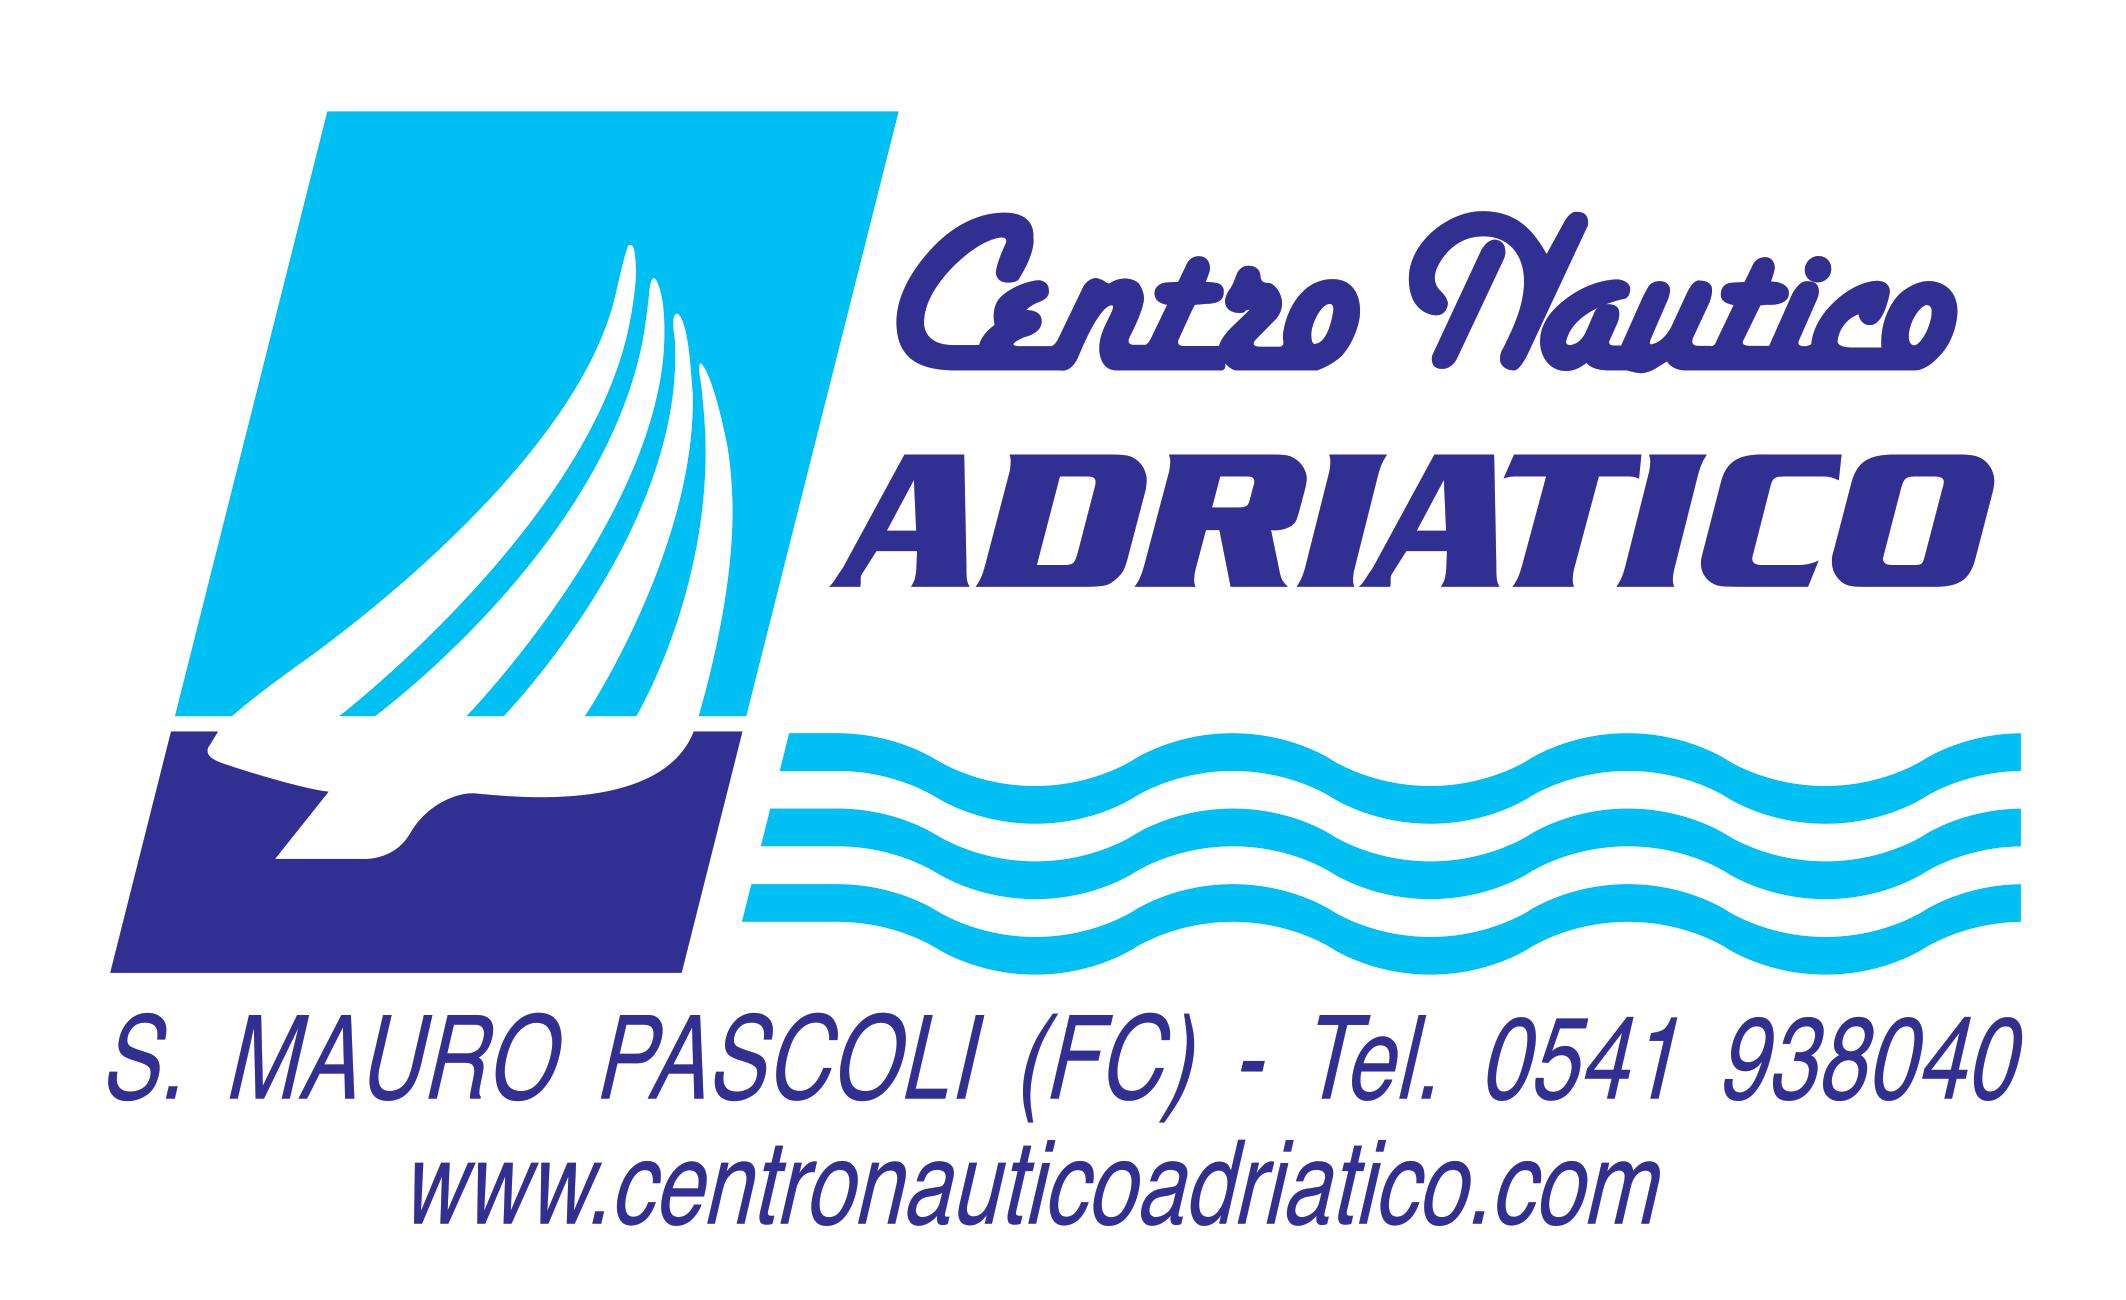 Centro Nautico
ADRIATICO
S. MAURO PASCOLI (FC) - Tel. 0541 938040
www.centronauticoadriatico.com